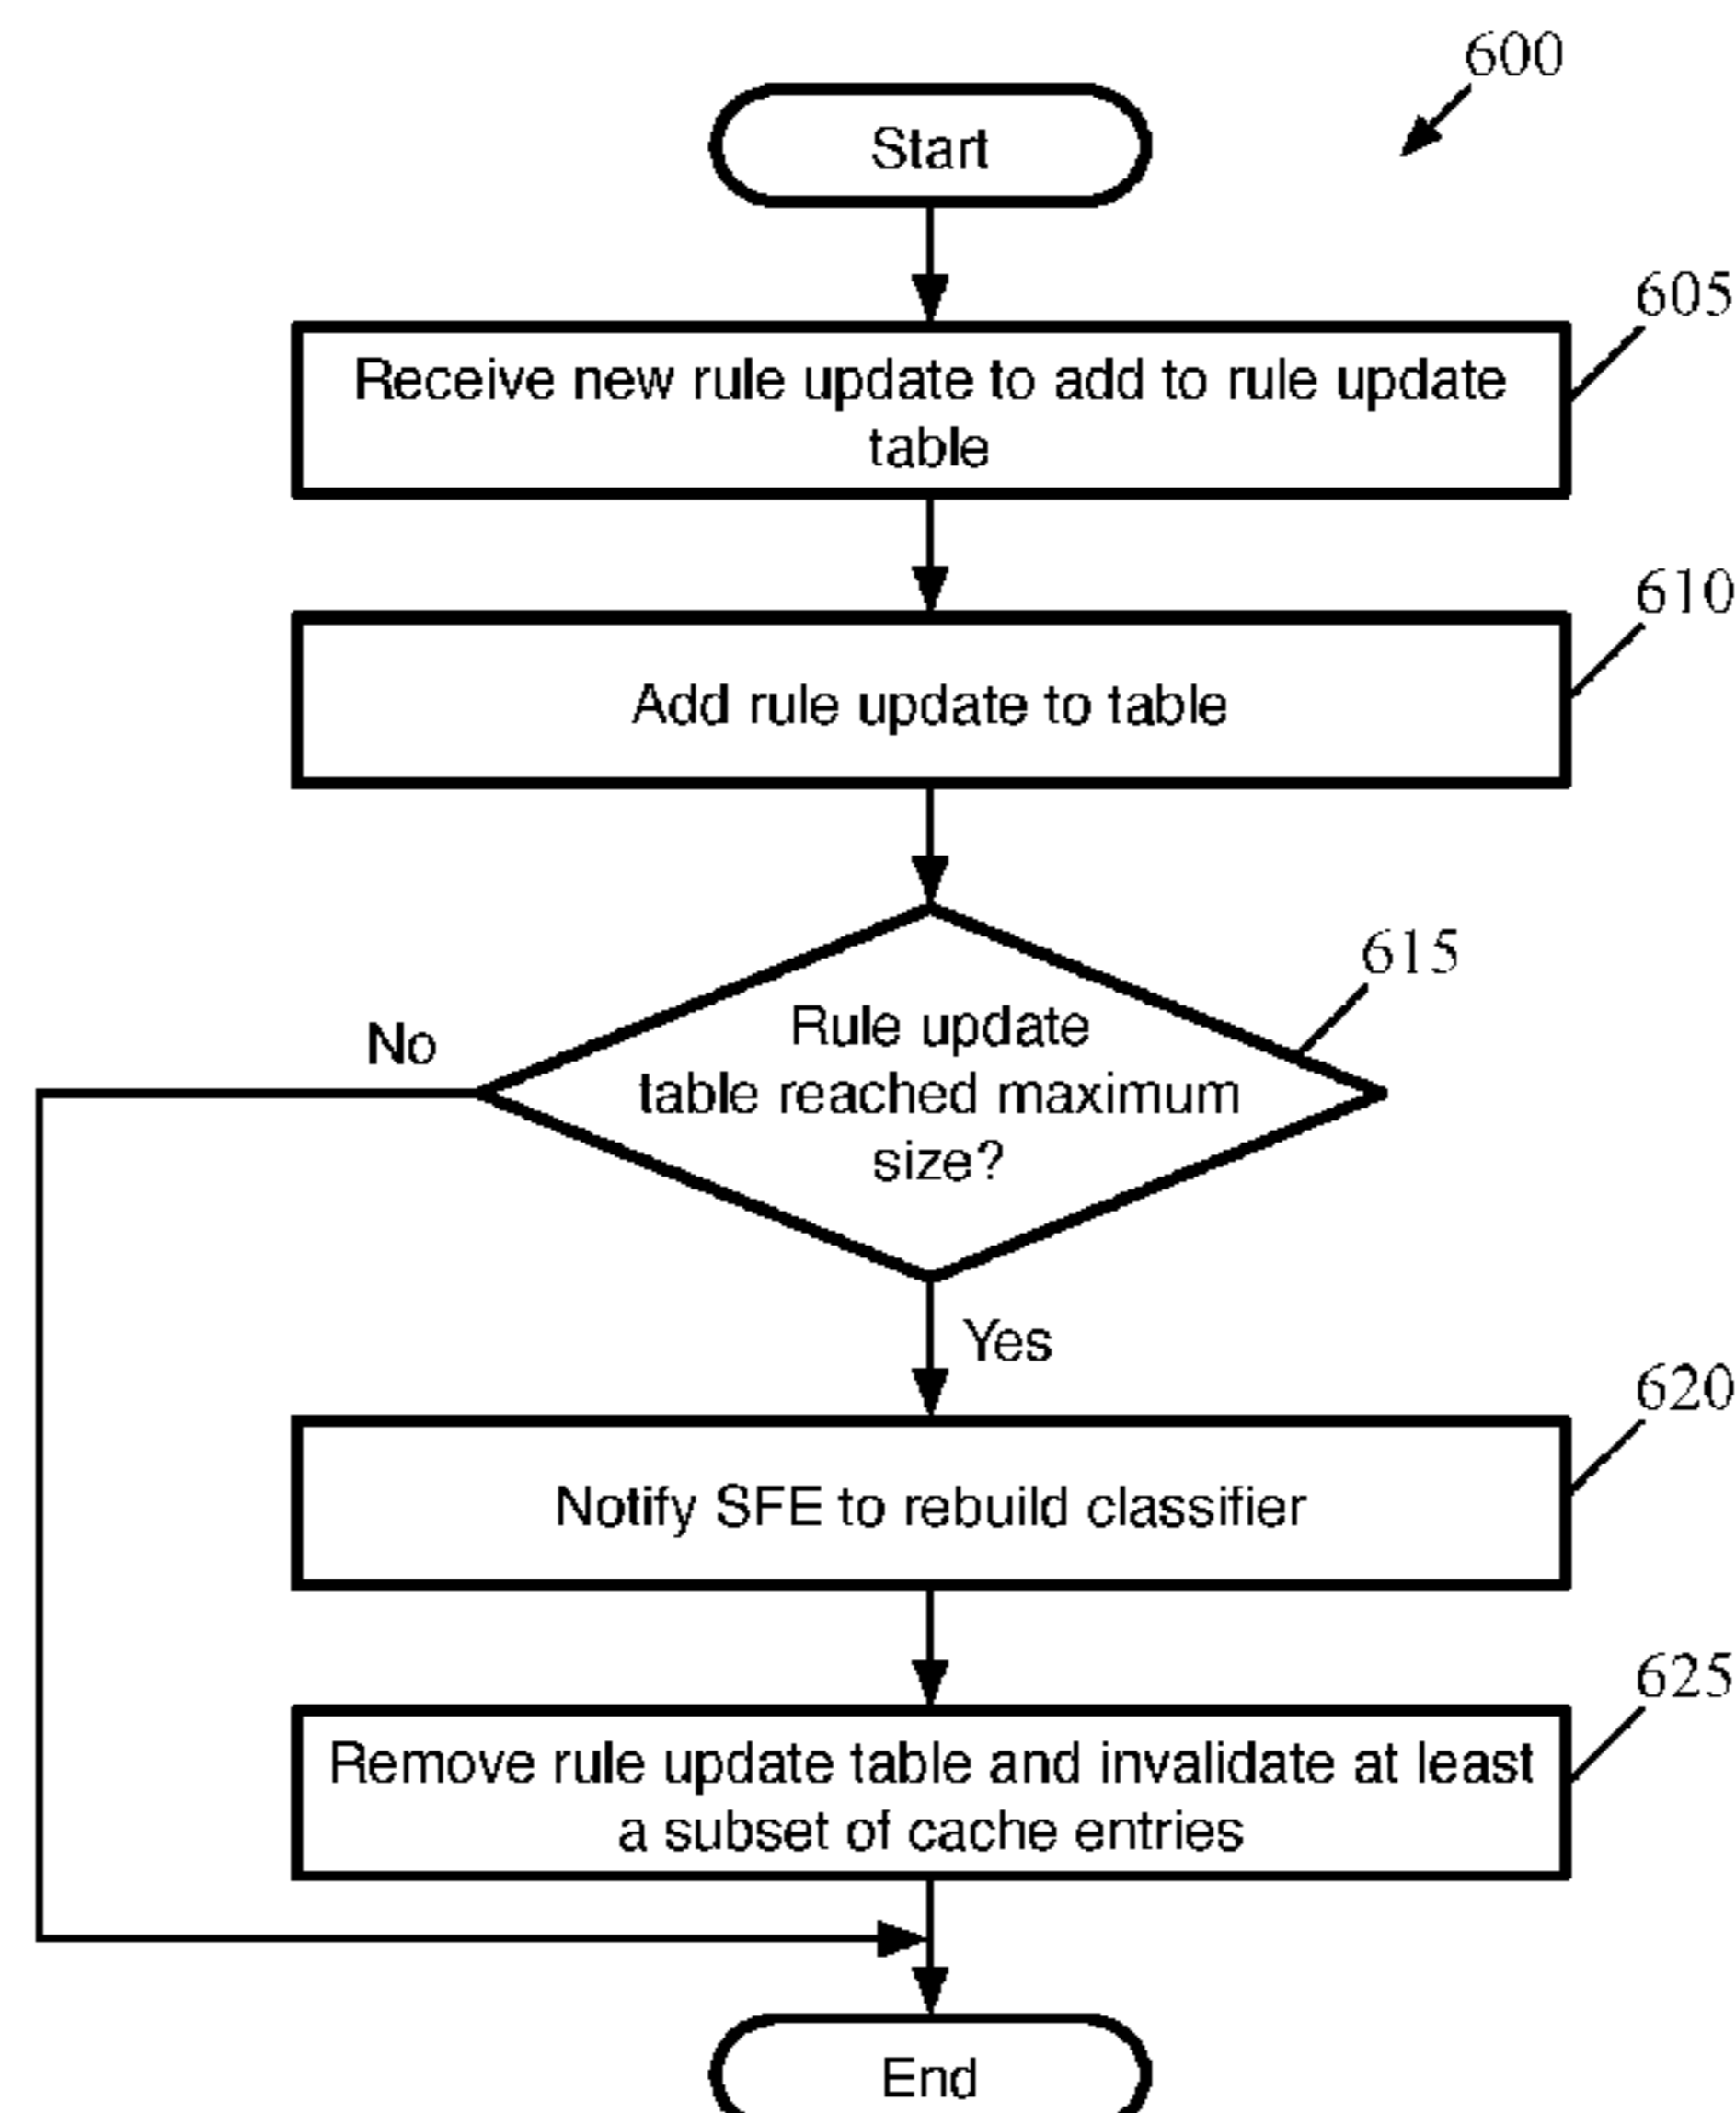 600
Start
605
Receive new rule update to add to rule update
table
610
Add rule update to table
615
Rule update
table reached maximum
size?
No
Yes
620
Notify SFE to rebuild classifier
625
Remove rule update table and invalidate at least
a subset of cache entries
End